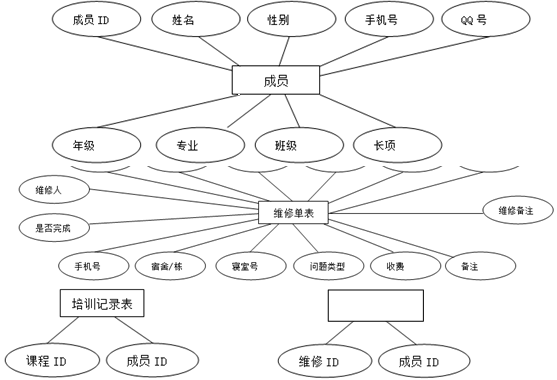 成员 ID 姓名 性别 手机号 QQ 号
成员
年级 专业 班级 长项
维修人
维修单表
维修备注
是否完成
手机号 宿舍/栋 寝室号 问题类型 收费 备注
培训记录表
课程 ID 成员 ID 维修 ID 成员 ID